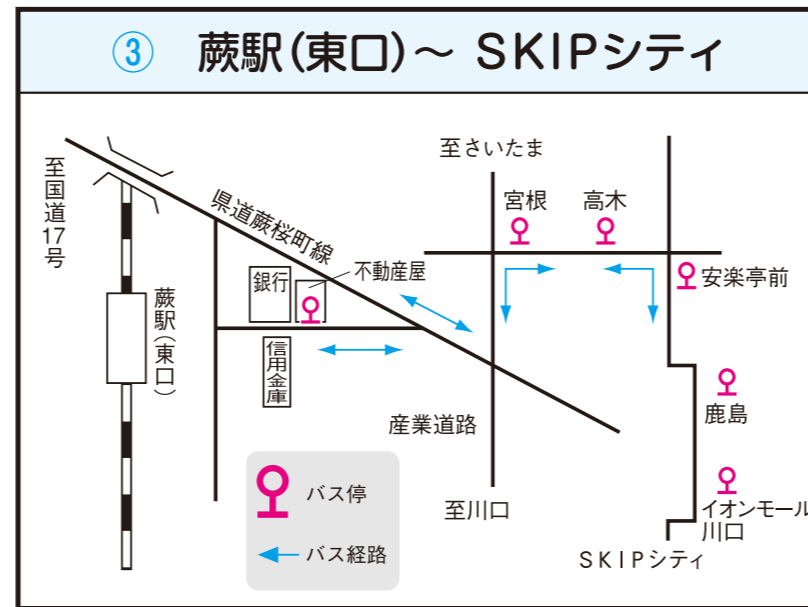 ③ 蕨駅(東口)～ SKIPシティ
至国道17号
県道蕨桜町線
至さいたま
宮根
高木
不動産屋
銀行
安楽亭前
蕨駅(東口)
信用金庫
鹿島
産業道路
バス停
至川口
イオンモール
川口
バス経路
SKIPシティ